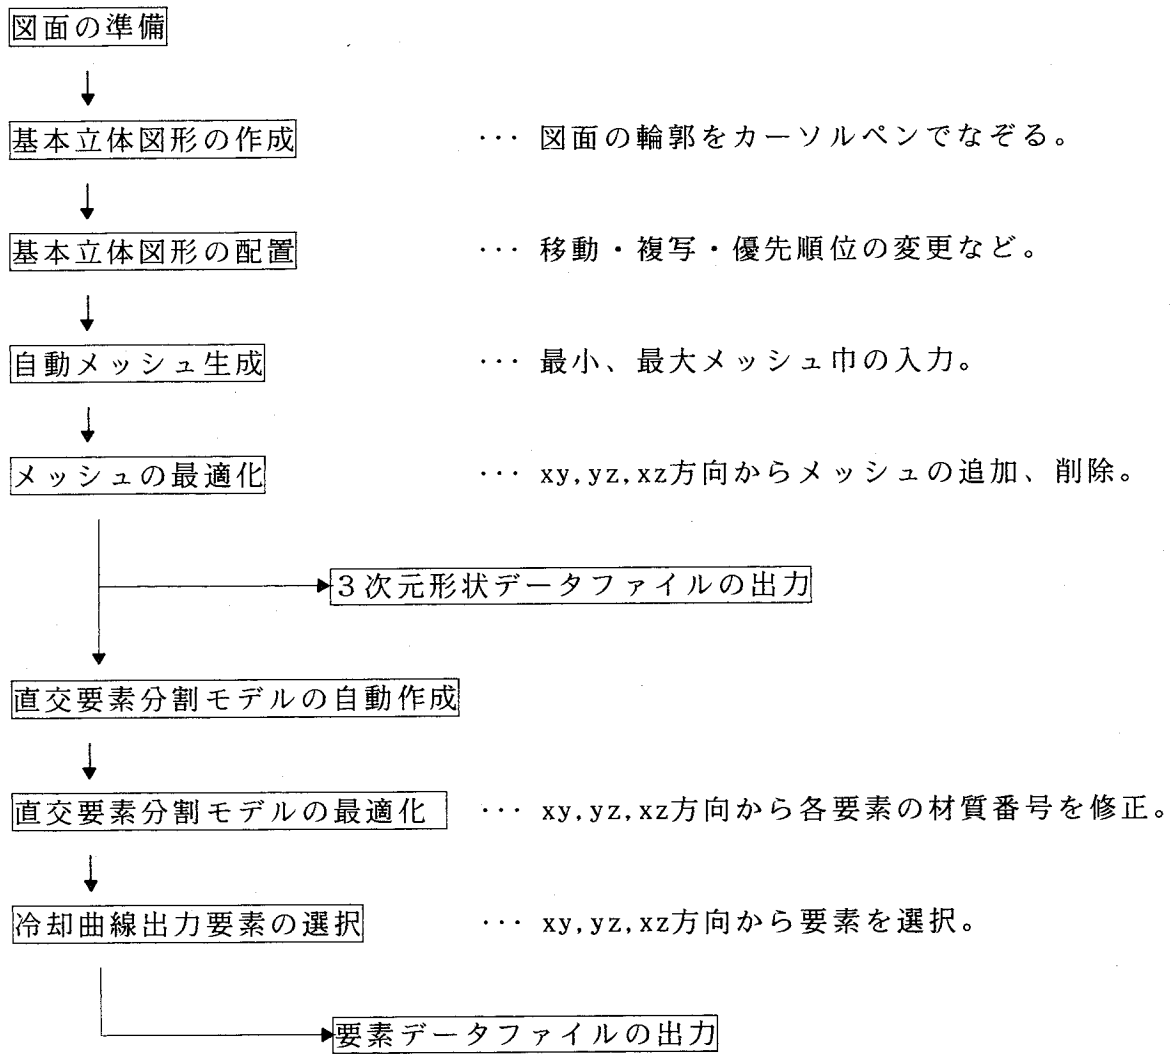 図面の準備
基本立体図形の作成 ··· 図面の輪郭をカーソルペンでなぞる。
基本立体図形の配置 ··· 移動・複写・優先順位の変更など。
自動メッシュ生成 ··· 最小、最大メッシュ巾の入力。
メッシュの最適化 ··· xy,yz,xz方向からメッシュの追加、削除。
3次元形状データファイルの出力
直交要素分割モデルの自動作成
直交要素分割モデルの最適化 ··· xy,yz,xz方向から各要素の材質番号を修正。
冷却曲線出力要素の選択 ··· xy,yz,xz方向から要素を選択。
要素データファイルの出力